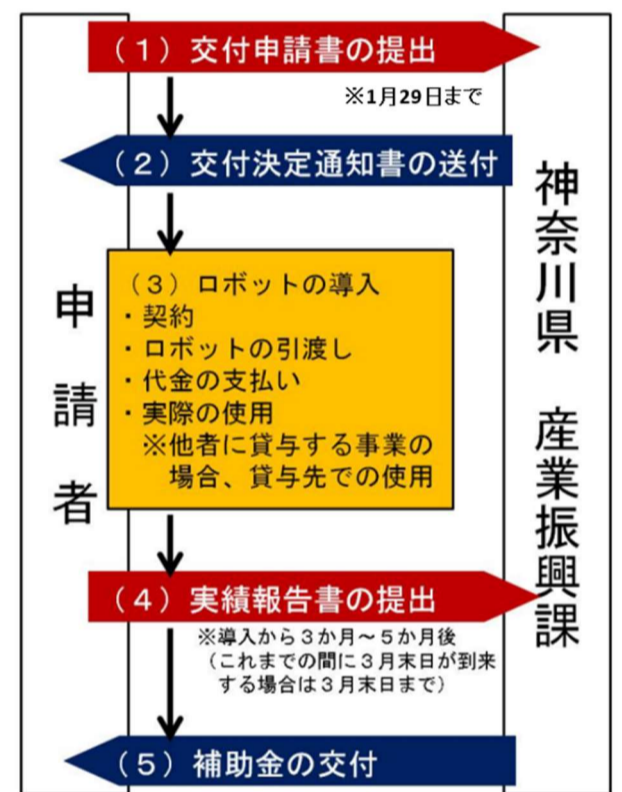 （１）交付申請書の提出
※1月29日まで
（２）交付決定通知書の送付
（３）ロボットの導入
・契約
・ロボットの引渡し
・代金の支払い
・実際の使用
※他者に貸与する事業の
場合、貸与先での使用
（４）実績報告書の提出
※導入から３か月～５か月後
（これまでの間に３月末日が到来
する場合は３月末日まで）
（５）補助金の交付
申請者
神奈川県　産業振興課